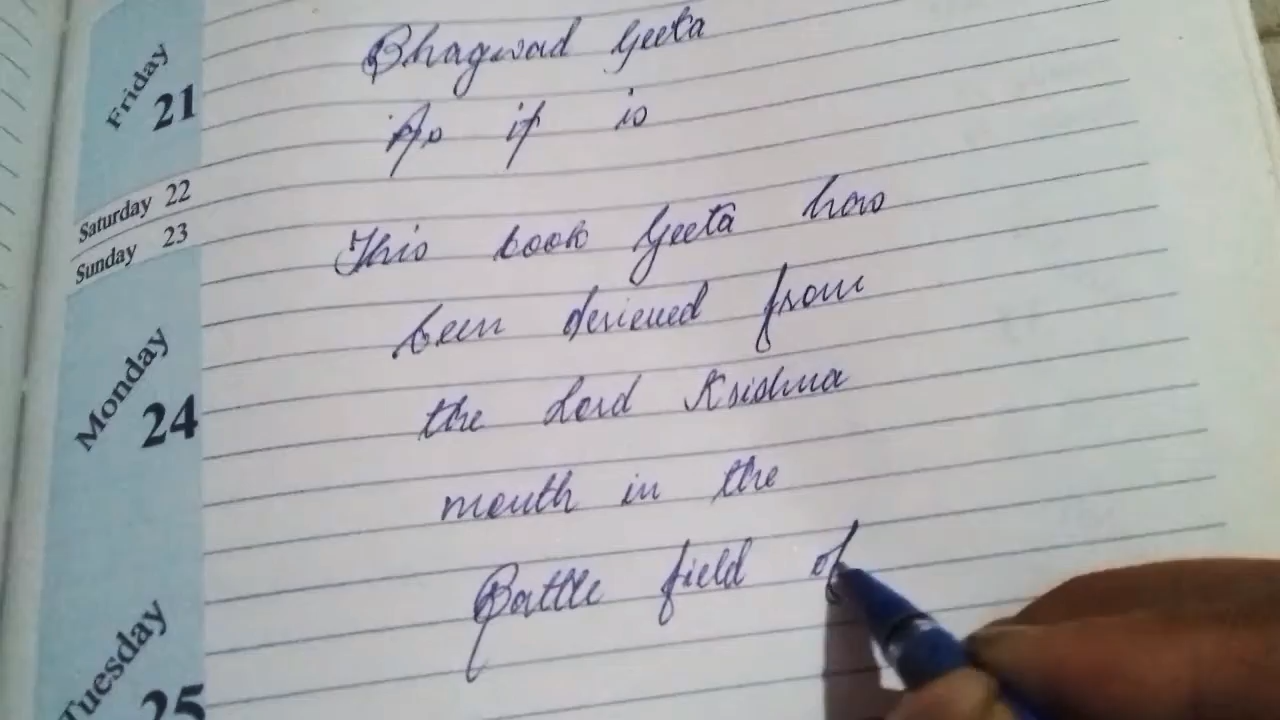 Friday
21
Bhagwad Geeta
As it is
Saturday 22
Sunday 23
This book Geeta has
been derieved from
the Lord Krishna
Monday
24
mouth in the
Battle field of
Tuesday
25